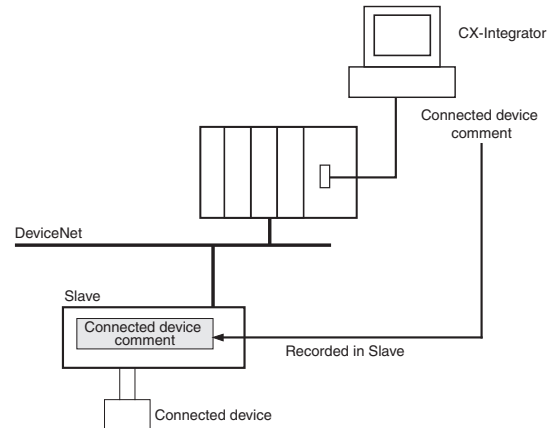 CX-Integrator
Connected device
comment
DeviceNet
Slave
Connected device
comment
Recorded in Slave
Connected device